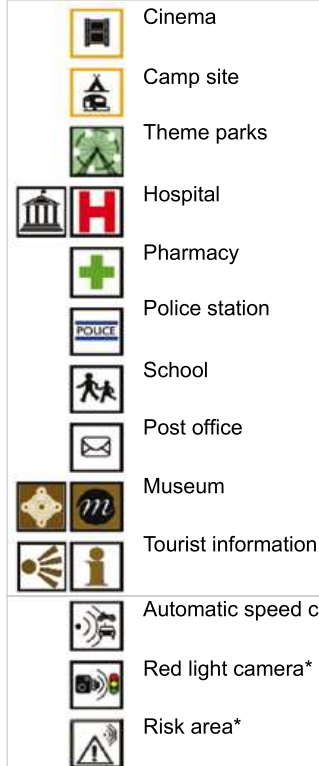 Cinema
Camp site
Theme parks
H Hospital
Pharmacy
POLICE Police station
School
Post office
m Museum
i Tourist information
Automatic speed c
Red light camera*
Risk area*